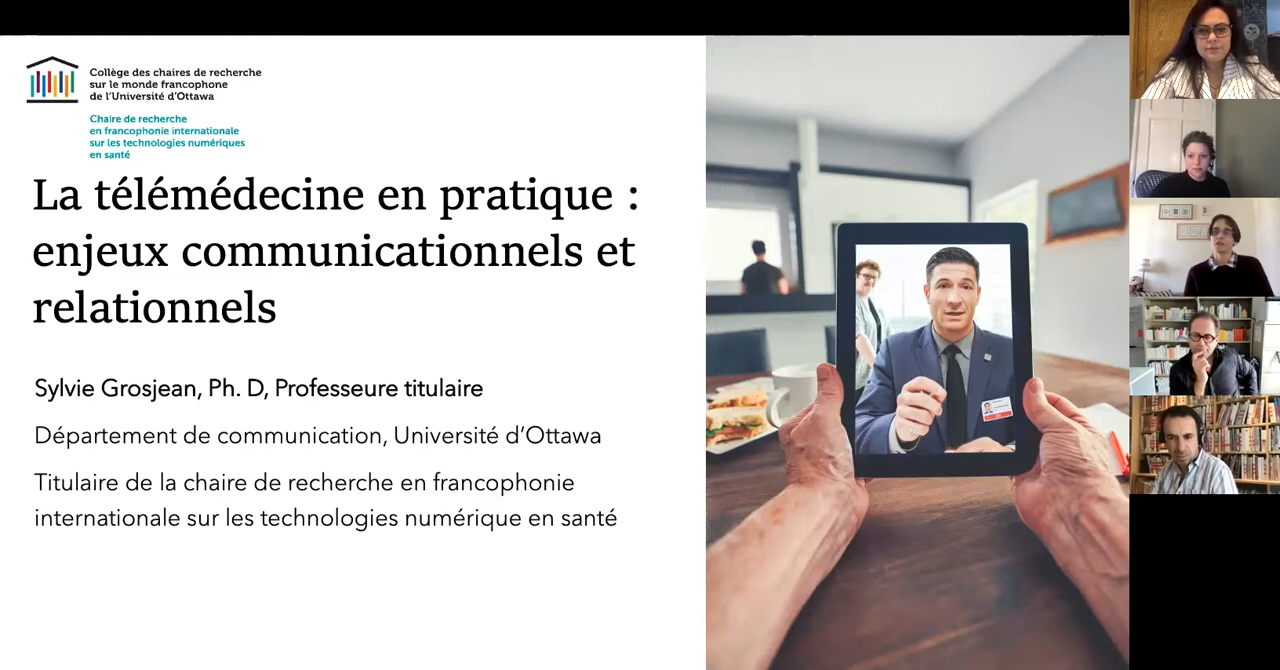 Collège des chaires de recherche
sur le monde francophone
de l'Université d'Ottawa
Chaire de recherche
en francophonie internationale
sur les technologies numériques
en santé
La télémédecine en pratique :
enjeux communicationnels et
relationnels
Sylvie Grosjean, Ph. D, Professeure titulaire
Département de communication, Université d'Ottawa
Titulaire de la chaire de recherche en francophonie
internationale sur les technologies numérique en santé